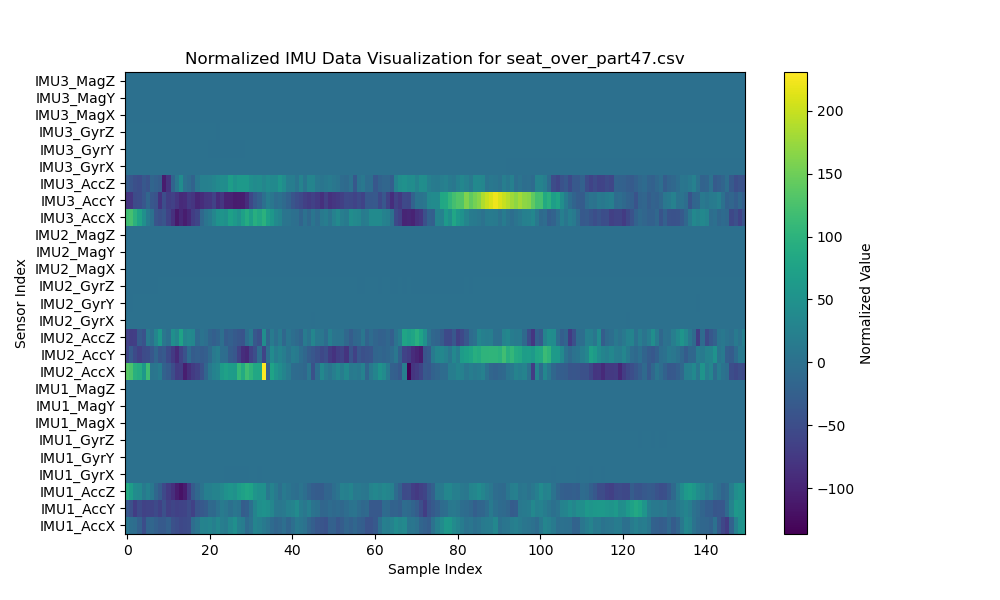 Normalized IMU Data Visualization for seat_over_part47.csv
IMU3_MagZ
IMU3_MagY
IMU3_MagX
IMU3_GyrZ
IMU3_GyrY
IMU3_GyrX
IMU3_AccZ
IMU3_AccY
IMU3_AccX
IMU2_MagZ
IMU2_MagY
IMU2_MagX
IMU2_GyrZ
IMU2_GyrY
IMU2_GyrX
IMU2_AccZ
IMU2_AccY
IMU2_AccX
IMU1_MagZ
IMU1_MagY
IMU1_MagX
IMU1_GyrZ
IMU1_GyrY
IMU1_GyrX
IMU1_AccZ
IMU1_AccY
IMU1_AccX
Sensor Index
0 20 40 60 80 100 120 140
Sample Index
200
150
100
50
0
−50
−100
Normalized Value